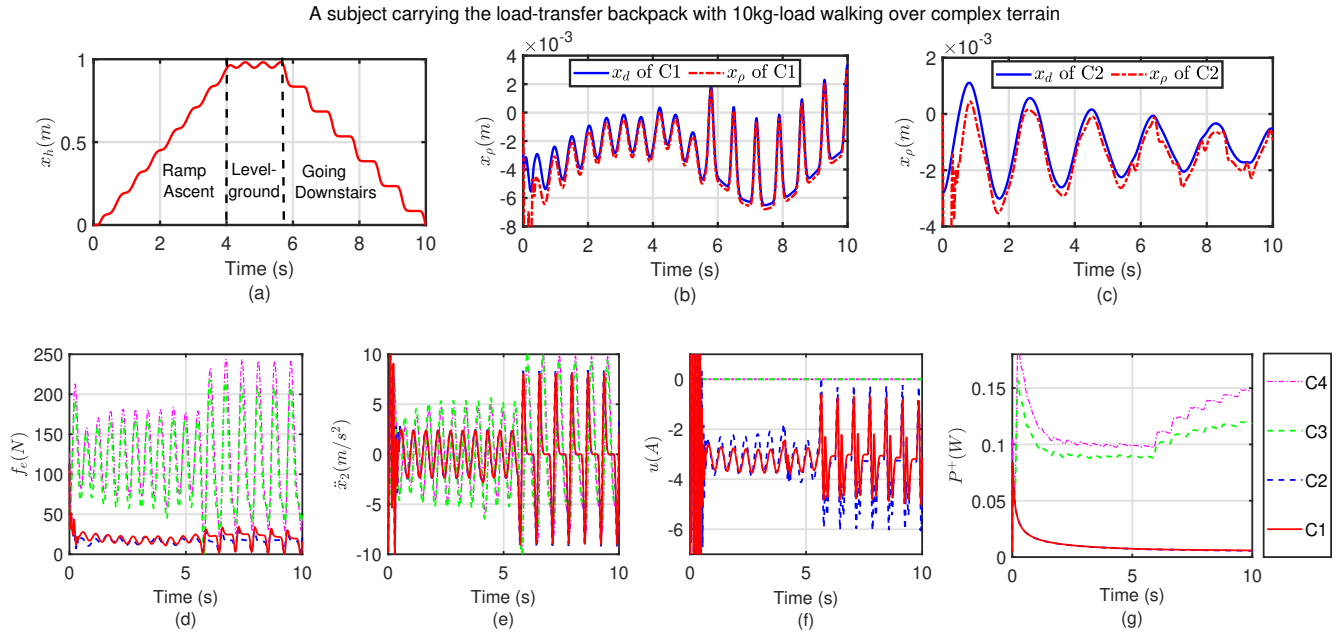 A subject carrying the load-transfer backpack with 10kg-load walking over complex terrain
x_h(m)
1
0.5
0
Ramp Ascent
Level-ground
Going Downstairs
0 2 4 6 8 10
Time (s)
(a)
×10⁻³
x_ρ(m)
4
2
0
-2
-4
-6
-8
x_d of C1
x_ρ of C1
0 2 4 6 8 10
Time (s)
(b)
×10⁻³
x_ρ(m)
2
0
-2
-4
x_d of C2
x_ρ of C2
0 2 4 6 8 10
Time (s)
(c)
f_e(N)
250
200
150
100
50
0
0 5 10
Time (s)
(d)
ẍ₂(m/s²)
10
5
0
-5
-10
0 5 10
Time (s)
(e)
u(A)
0
-2
-4
-6
0 5 10
Time (s)
(f)
P⁺(W)
0.15
0.1
0.05
0
0 5 10
Time (s)
(g)
C4
C3
C2
C1